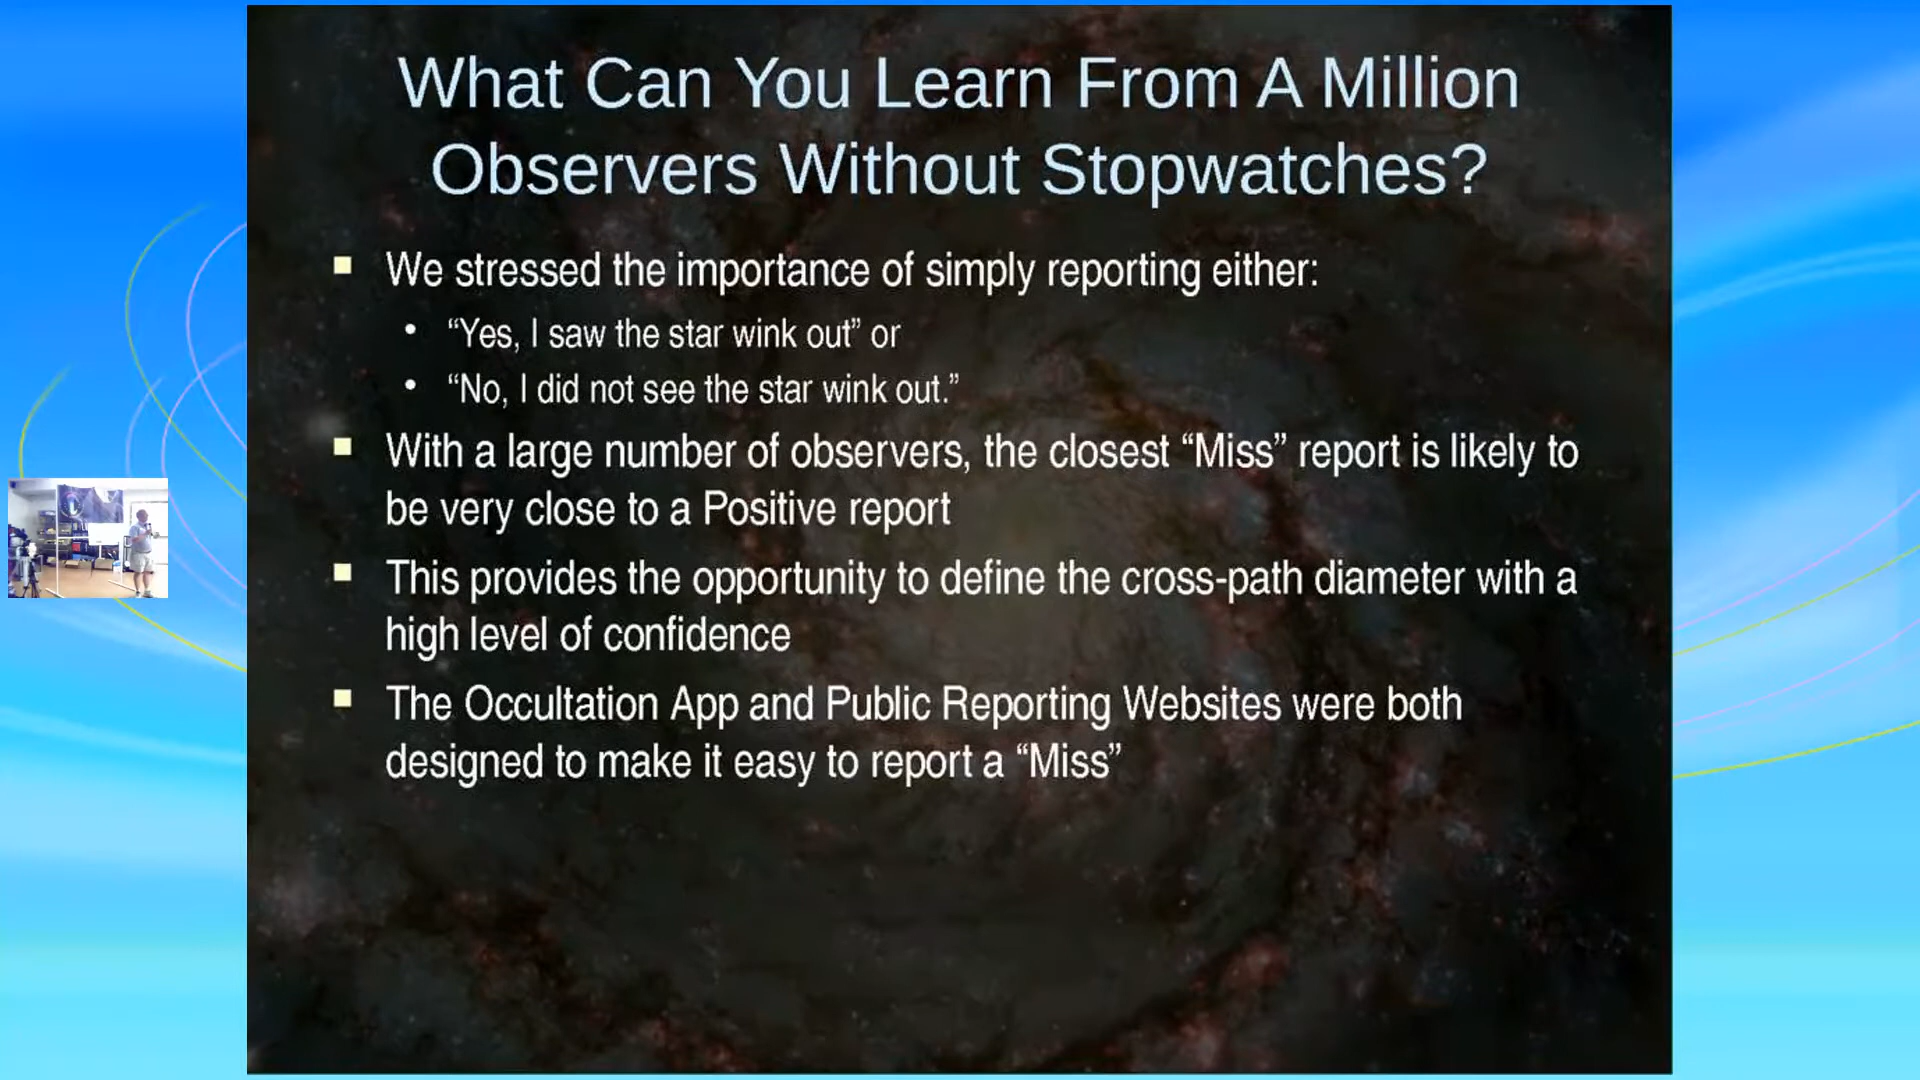 What Can You Learn From A Million
Observers Without Stopwatches?
We stressed the importance of simply reporting either:
“Yes, I saw the star wink out” or
“No, I did not see the star wink out.”
With a large number of observers, the closest “Miss” report is likely to
be very close to a Positive report
This provides the opportunity to define the cross-path diameter with a
high level of confidence
The Occultation App and Public Reporting Websites were both
designed to make it easy to report a “Miss”